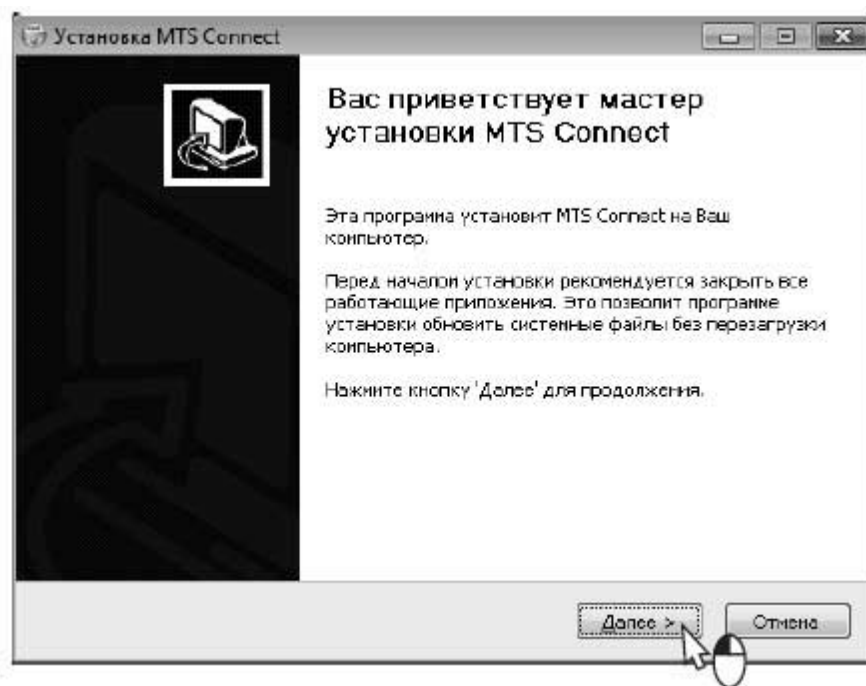 Установка MTS Connect
Вас приветствует мастер
установки MTS Connect
Эта программа установит MTS Connect на Ваш
компьютер.
Перед началом установки рекомендуется закрыть все
работающие приложения. Это позволит программе
установки обновить системные файлы без перезагрузки
компьютера.
Нажмите кнопку 'Далее' для продолжения.
Далее >
Отмена